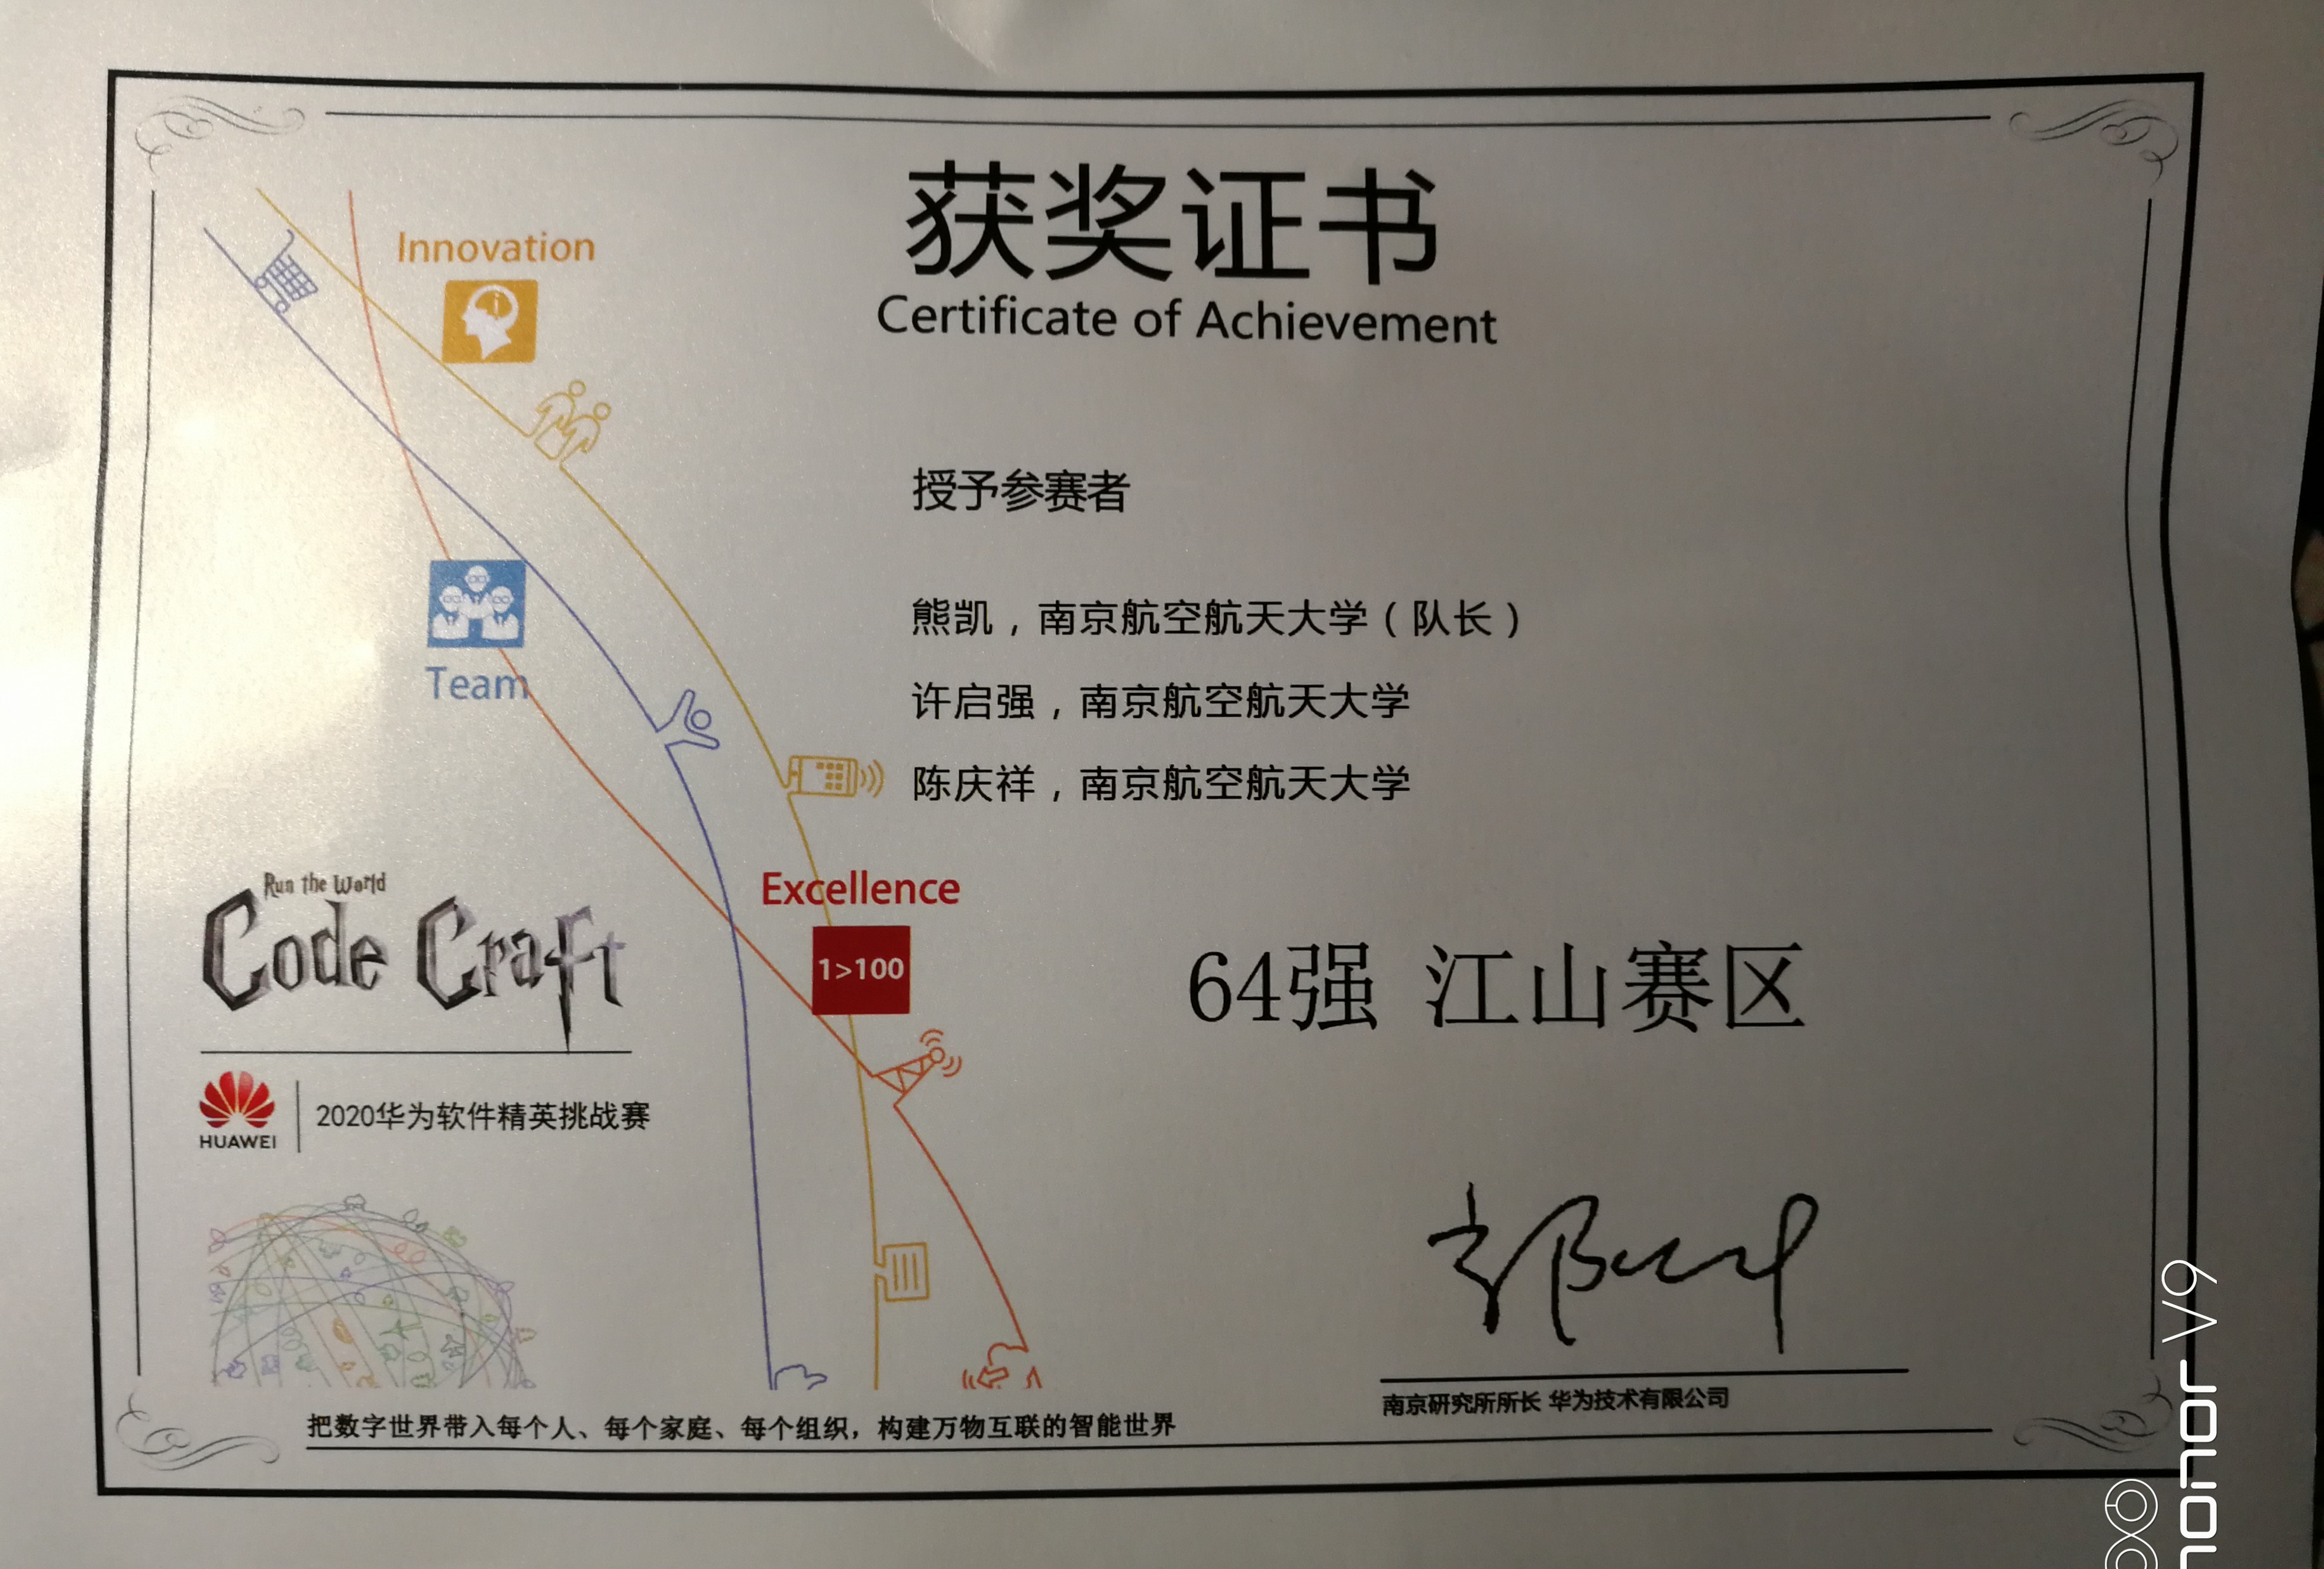 获奖证书
Certificate of Achievement
Innovation
授予参赛者
熊凯，南京航空航天大学（队长）
许启强，南京航空航天大学
陈庆祥，南京航空航天大学
Team
Excellence
1>100
64强 江山赛区
Run the World
Code Craft
HUAWEI
2020华为软件精英挑战赛
南京研究所所长 华为技术有限公司
把数字世界带入每个人、每个家庭、每个组织，构建万物互联的智能世界
honor V9